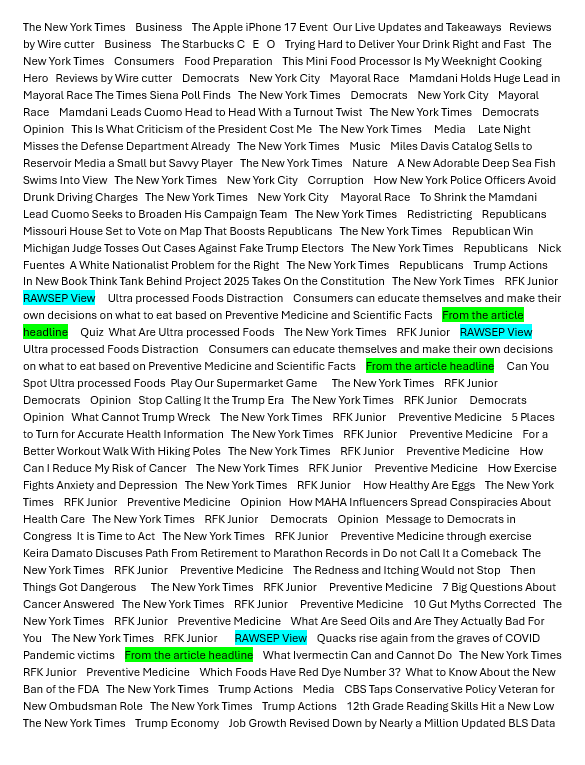 The New York Times Business The Apple iPhone 17 Event Our Live Updates and Takeaways Reviews
by Wire cutter Business The Starbucks C E O Trying Hard to Deliver Your Drink Right and Fast The
New York Times Consumers Food Preparation This Mini Food Processor Is My Weeknight Cooking
Hero Reviews by Wire cutter Democrats New York City Mayoral Race Mamdani Holds Huge Lead in
Mayoral Race The Times Siena Poll Finds The New York Times Democrats New York City Mayoral
Race Mamdani Leads Cuomo Head to Head With a Turnout Twist The New York Times Democrats
Opinion This Is What Criticism of the President Cost Me The New York Times Media Late Night
Misses the Defense Department Already The New York Times Music Miles Davis Catalog Sells to
Reservoir Media a Small but Savvy Player The New York Times Nature A New Adorable Deep Sea Fish
Swims Into View The New York Times New York City Corruption How New York Police Officers Avoid
Drunk Driving Charges The New York Times New York City Mayoral Race To Shrink the Mamdani
Lead Cuomo Seeks to Broaden His Campaign Team The New York Times Redistricting Republicans
Missouri House Set to Vote on Map That Boosts Republicans The New York Times Republican Win
Michigan Judge Tosses Out Cases Against Fake Trump Electors The New York Times Republicans Nick
Fuentes A White Nationalist Problem for the Right The New York Times Republicans Trump Actions
In New Book Think Tank Behind Project 2025 Takes On the Constitution The New York Times RFK Junior
RAWSEP View Ultra processed Foods Distraction Consumers can educate themselves and make their
own decisions on what to eat based on Preventive Medicine and Scientific Facts From the article
headline Quiz What Are Ultra processed Foods The New York Times RFK Junior RAWSEP View
Ultra processed Foods Distraction Consumers can educate themselves and make their own decisions
on what to eat based on Preventive Medicine and Scientific Facts From the article headline Can You
Spot Ultra processed Foods Play Our Supermarket Game The New York Times RFK Junior
Democrats Opinion Stop Calling It the Trump Era The New York Times RFK Junior Democrats
Opinion What Cannot Trump Wreck The New York Times RFK Junior Preventive Medicine 5 Places
to Turn for Accurate Health Information The New York Times RFK Junior Preventive Medicine For a
Better Workout Walk With Hiking Poles The New York Times RFK Junior Preventive Medicine How
Can I Reduce My Risk of Cancer The New York Times RFK Junior Preventive Medicine How Exercise
Fights Anxiety and Depression The New York Times RFK Junior How Healthy Are Eggs The New York
Times RFK Junior Preventive Medicine Opinion How MAHA Influencers Spread Conspiracies About
Health Care The New York Times RFK Junior Democrats Opinion Message to Democrats in
Congress It is Time to Act The New York Times RFK Junior Preventive Medicine through exercise
Keira Damato Discusses Path From Retirement to Marathon Records in Do not Call It a Comeback The
New York Times RFK Junior Preventive Medicine The Redness and Itching Would not Stop Then
Things Got Dangerous The New York Times RFK Junior Preventive Medicine 7 Big Questions About
Cancer Answered The New York Times RFK Junior Preventive Medicine 10 Gut Myths Corrected The
New York Times RFK Junior Preventive Medicine What Are Seed Oils and Are They Actually Bad For
You The New York Times RFK Junior RAWSEP View Quacks rise again from the graves of COVID
Pandemic victims From the article headline What Ivermectin Can and Cannot Do The New York Times
RFK Junior Preventive Medicine Which Foods Have Red Dye Number 3? What to Know About the New
Ban of the FDA The New York Times Trump Actions Media CBS Taps Conservative Policy Veteran for
New Ombudsman Role The New York Times Trump Actions 12th Grade Reading Skills Hit a New Low
The New York Times Trump Economy Job Growth Revised Down by Nearly a Million Updated BLS Data